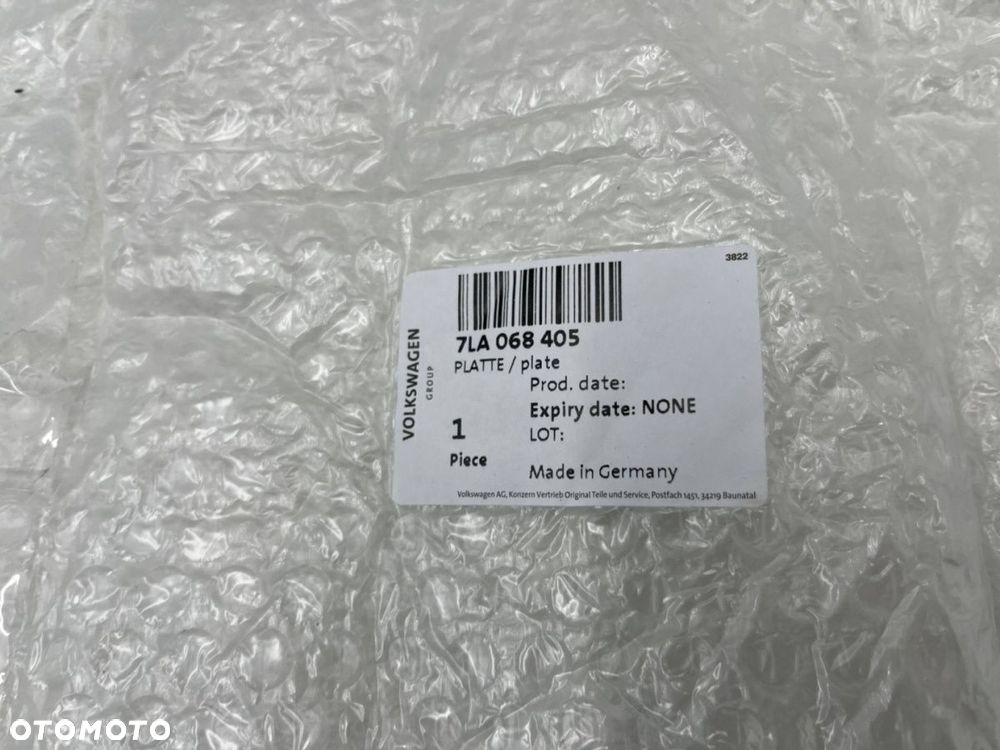 3822
7LA 068 405
PLATTE / plate
Prod. date:
Expiry date: NONE
1
LOT:
Piece
Made in Germany
Volkswagen AG, Konzern Vertrieb Original Teile und Service, Postfach 1451, 34219 Baunatal
VOLKSWAGEN
GROUP
OTOMOTO